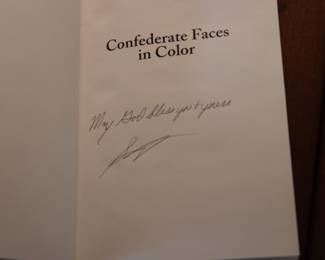 Confederate Faces
in Color
May God bless you + yours